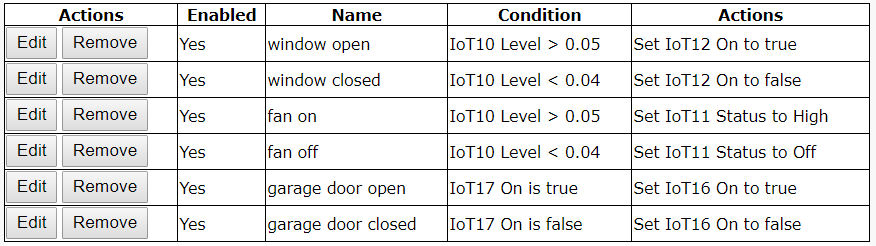 Actions Enabled Name Condition Actions
Edit Remove Yes window open IoT10 Level > 0.05 Set IoT12 On to true
Edit Remove Yes window closed IoT10 Level < 0.04 Set IoT12 On to false
Edit Remove Yes fan on IoT10 Level > 0.05 Set IoT11 Status to High
Edit Remove Yes fan off IoT10 Level < 0.04 Set IoT11 Status to Off
Edit Remove Yes garage door open IoT17 On is true Set IoT16 On to true
Edit Remove Yes garage door closed IoT17 On is false Set IoT16 On to false